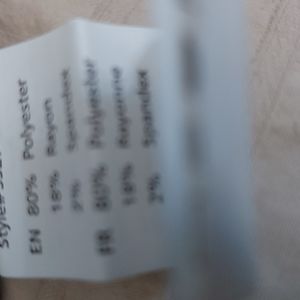 Style#
EN 80% Polyester
18% Rayon
2% Spandex
FR 80% Polyester
18% Rayonne
2% Spandex